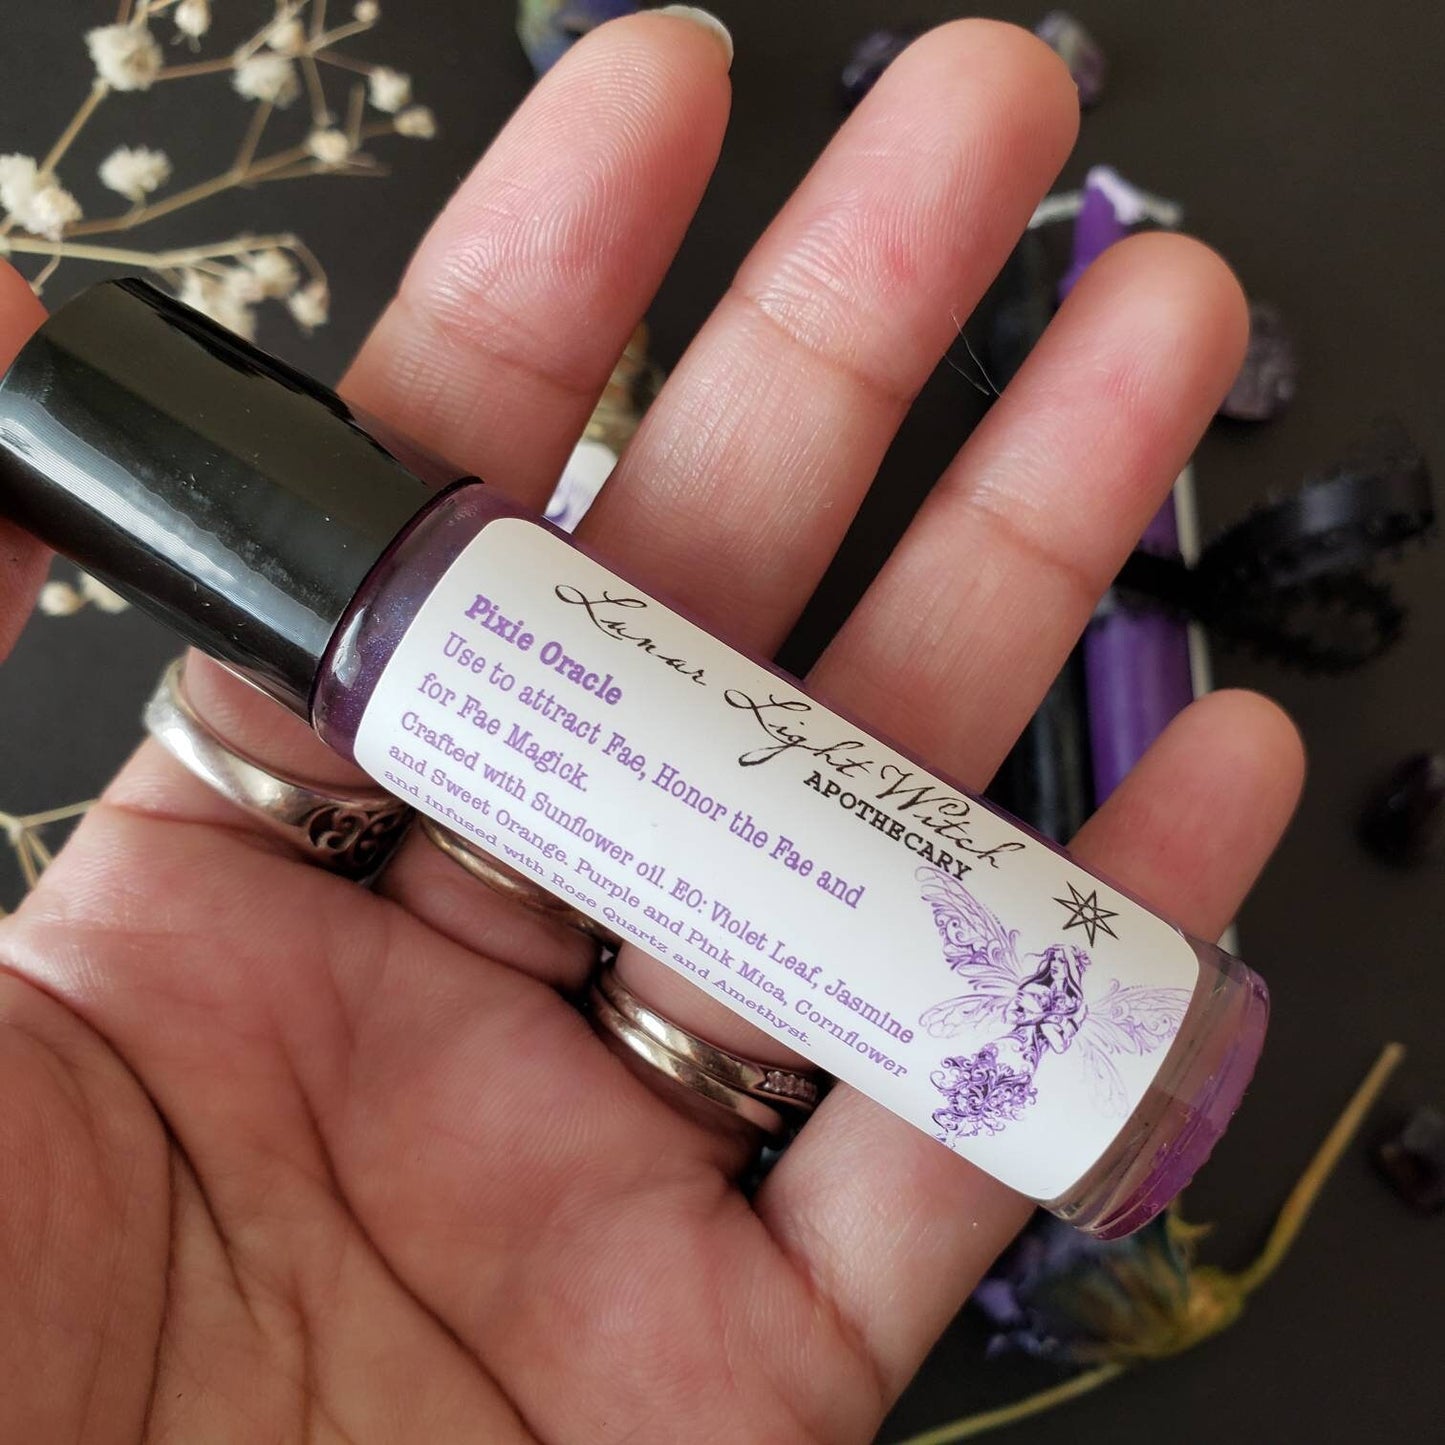 Lunar Light Witch
APOTHECARY
Pixie Oracle
Use to attract Fae, Honor the Fae and
for Fae Magick.
Crafted with Sunflower oil. EO: Violet Leaf, Jasmine
and Sweet Orange. Purple and Pink Mica, Cornflower
and infused with Rose Quartz and Amethyst.